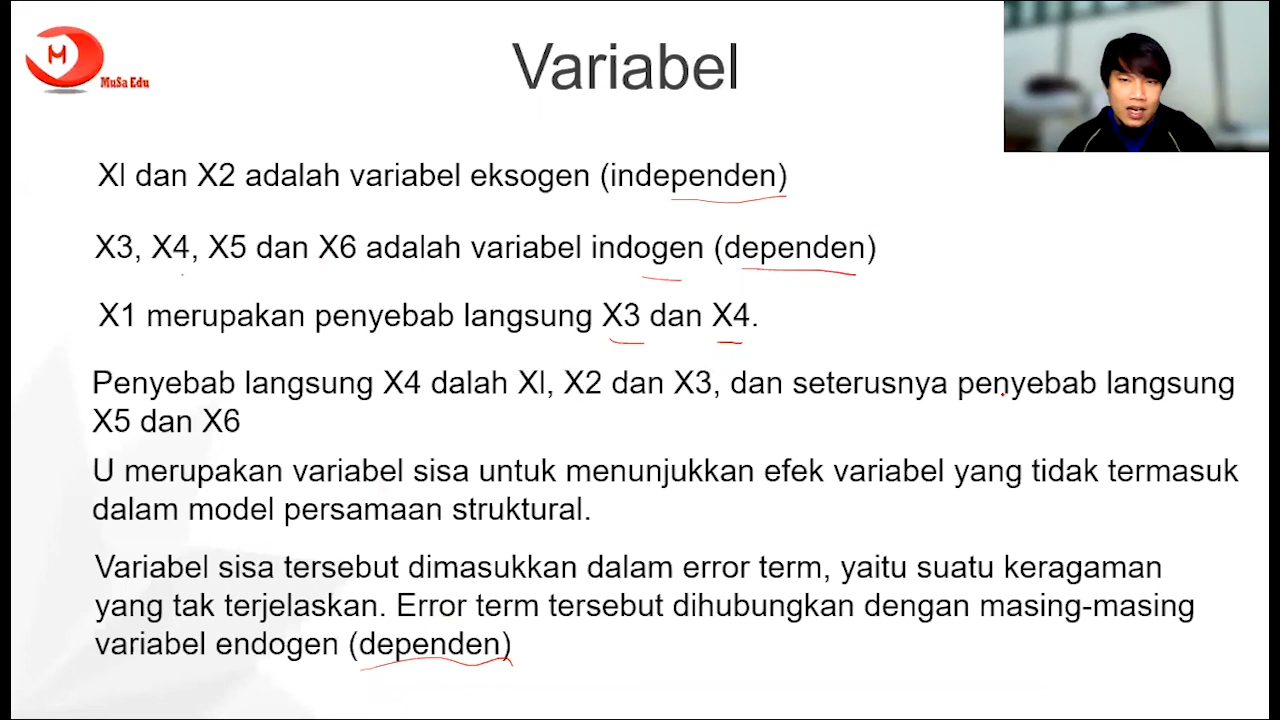 M
MuSa Edu
Variabel
Xl dan X2 adalah variabel eksogen (independen)
X3, X4, X5 dan X6 adalah variabel indogen (dependen)
X1 merupakan penyebab langsung X3 dan X4.
Penyebab langsung X4 dalah Xl, X2 dan X3, dan seterusnya penyebab langsung
X5 dan X6
U merupakan variabel sisa untuk menunjukkan efek variabel yang tidak termasuk
dalam model persamaan struktural.
Variabel sisa tersebut dimasukkan dalam error term, yaitu suatu keragaman
yang tak terjelaskan. Error term tersebut dihubungkan dengan masing-masing
variabel endogen (dependen)